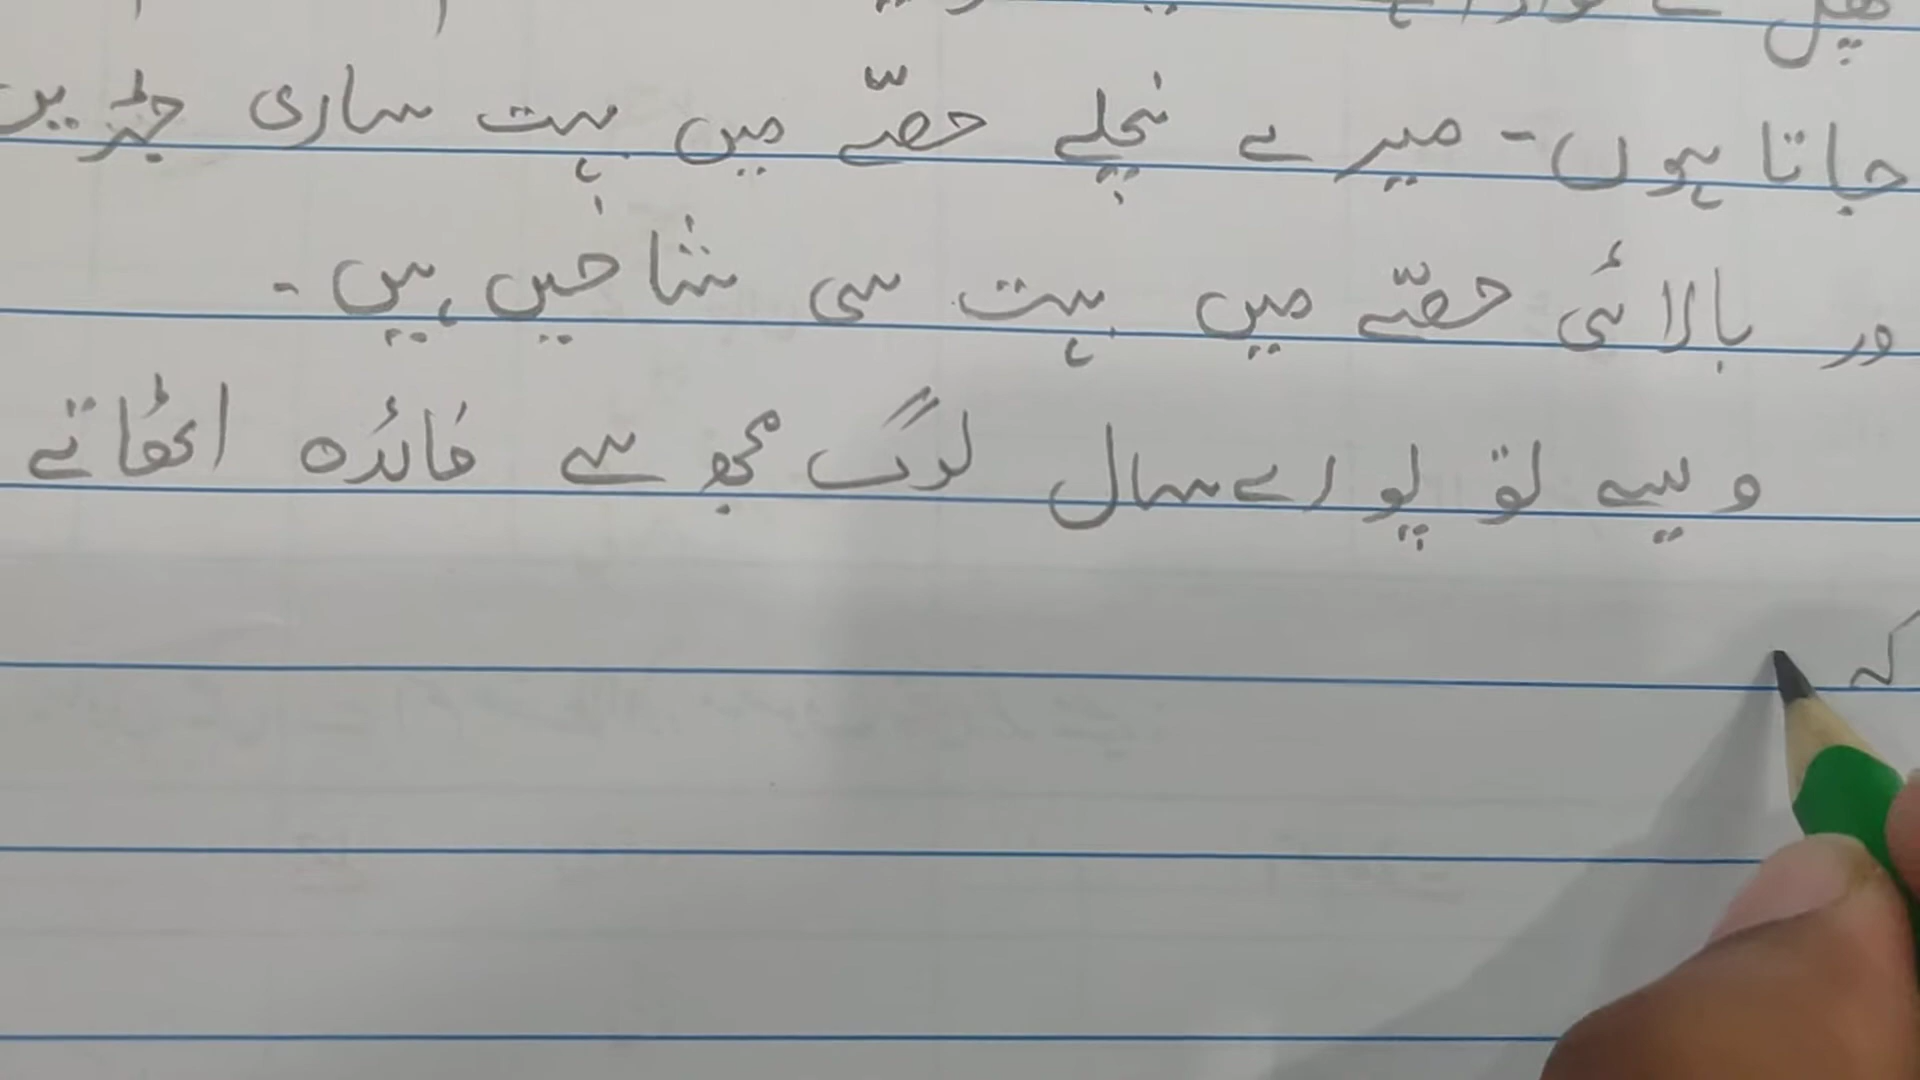 جاتا ہوں۔ میرے نچلے حصّے میں بہت ساری جڑیں
ور بالائی حصّے میں بہت سی شاخیں ہیں۔
ویسے تو پورے سال لوگ مجھ سے فائدہ اٹھاتے